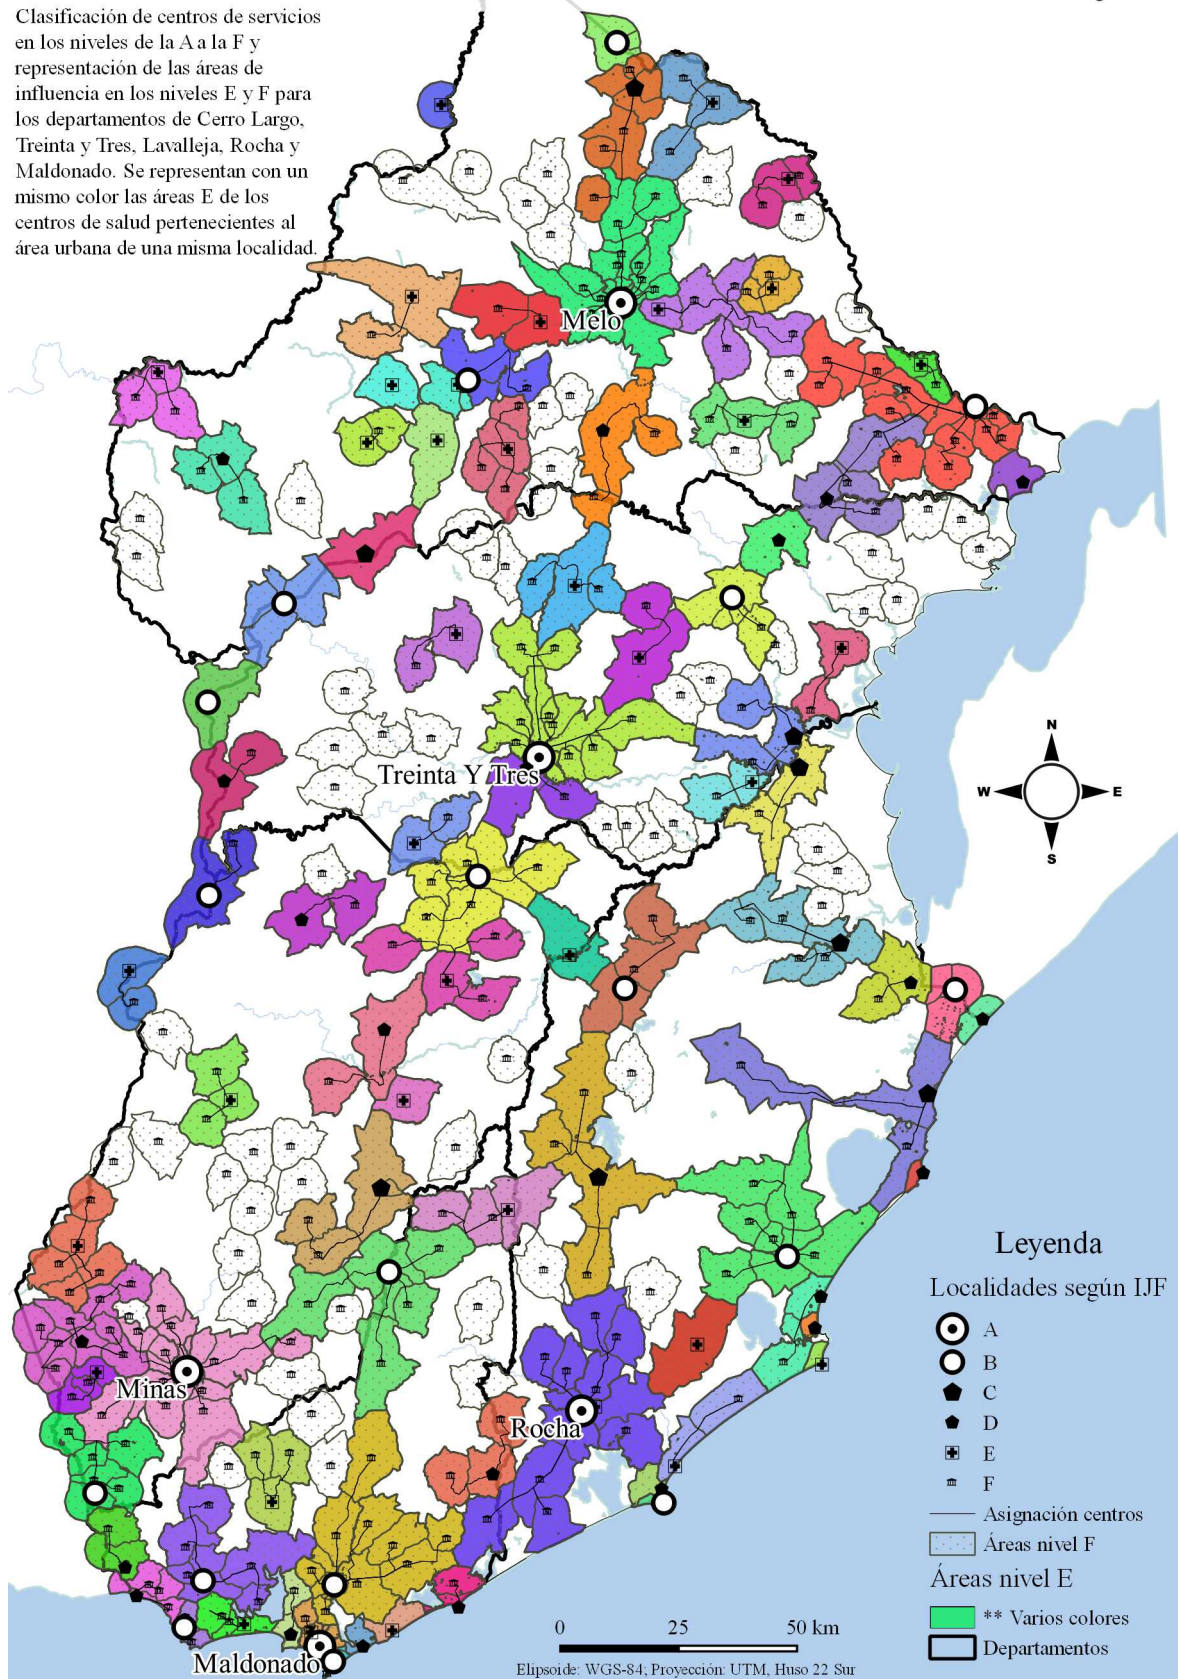 Clasificación de centros de servicios
en los niveles de la A a la F y
representación de las áreas de
influencia en los niveles E y F para
los departamentos de Cerro Largo,
Treinta y Tres, Lavalleja, Rocha y
Maldonado. Se representan con un
mismo color las áreas E de los
centros de salud pertenecientes al
área urbana de una misma localidad.
Melo
Treinta Y Tres
N
W
E
S
Minas
Rocha
Maldonado
Leyenda
Localidades según IJF
A
B
C
D
E
F
Asignación centros
Áreas nivel F
Áreas nivel E
** Varios colores
Departamentos
0 25 50 km
Elipsoide: WGS-84; Proyección: UTM, Huso 22 Sur